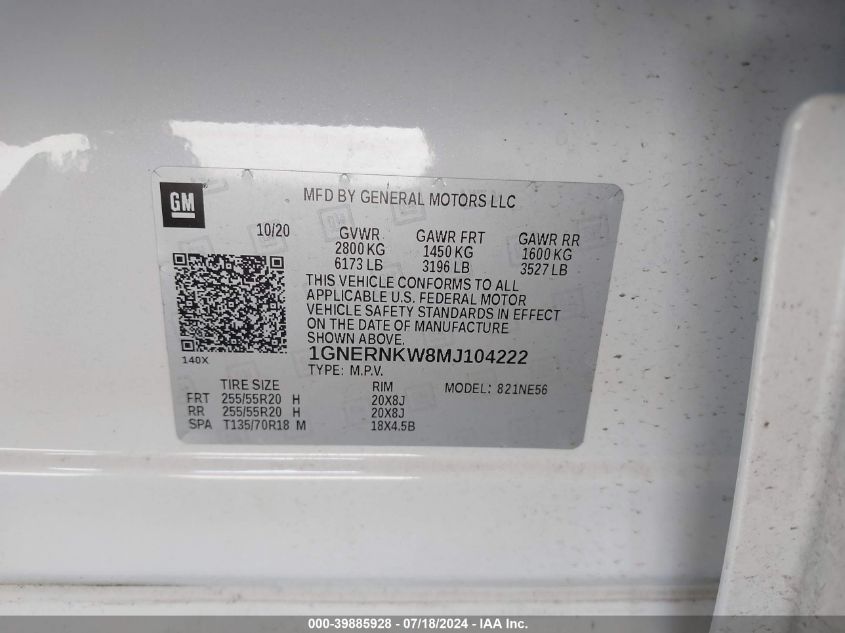 GM
MFD BY GENERAL MOTORS LLC
10/20
GVWR GAWR FRT GAWR RR
2800 KG 1450 KG 1600 KG
6173 LB 3196 LB 3527 LB
THIS VEHICLE CONFORMS TO ALL
APPLICABLE U.S. FEDERAL MOTOR
VEHICLE SAFETY STANDARDS IN EFFECT
ON THE DATE OF MANUFACTURE
SHOWN ABOVE.
140X
1GNERNKW8MJ104222
TYPE: M.P.V.
TIRE SIZE RIM MODEL: 821NE56
FRT 255/55R20 H 20X8J
RR 255/55R20 H 20X8J
SPA T135/70R18 M 18X4.5B
000-39885928 - 07/18/2024 - IAA Inc.